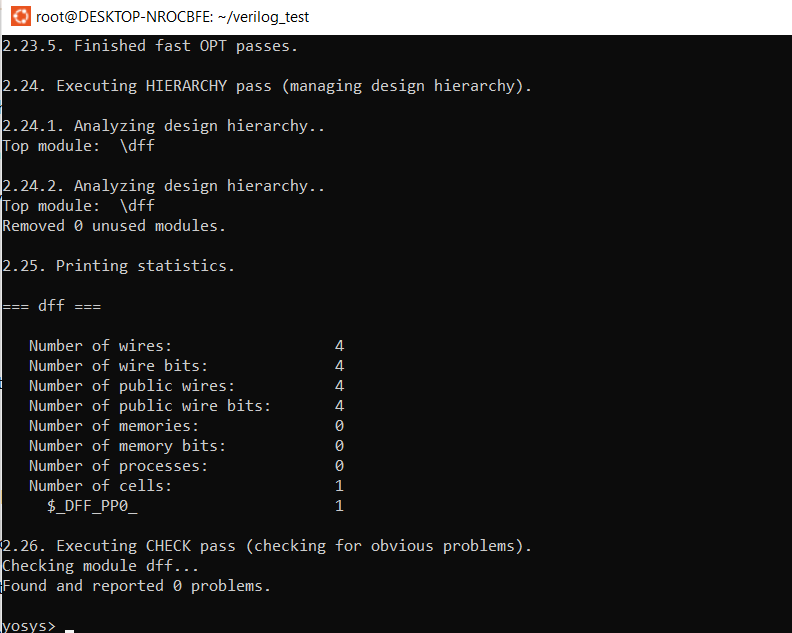 root@DESKTOP-NROCBFE: ~/verilog_test
2.23.5. Finished fast OPT passes.
2.24. Executing HIERARCHY pass (managing design hierarchy).
2.24.1. Analyzing design hierarchy..
Top module:  \dff
2.24.2. Analyzing design hierarchy..
Top module:  \dff
Removed 0 unused modules.
2.25. Printing statistics.
=== dff ===
   Number of wires:                  4
   Number of wire bits:              4
   Number of public wires:           4
   Number of public wire bits:       4
   Number of memories:               0
   Number of memory bits:            0
   Number of processes:              0
   Number of cells:                  1
     $_DFF_PP0_                      1
2.26. Executing CHECK pass (checking for obvious problems).
Checking module dff...
Found and reported 0 problems.
yosys> _